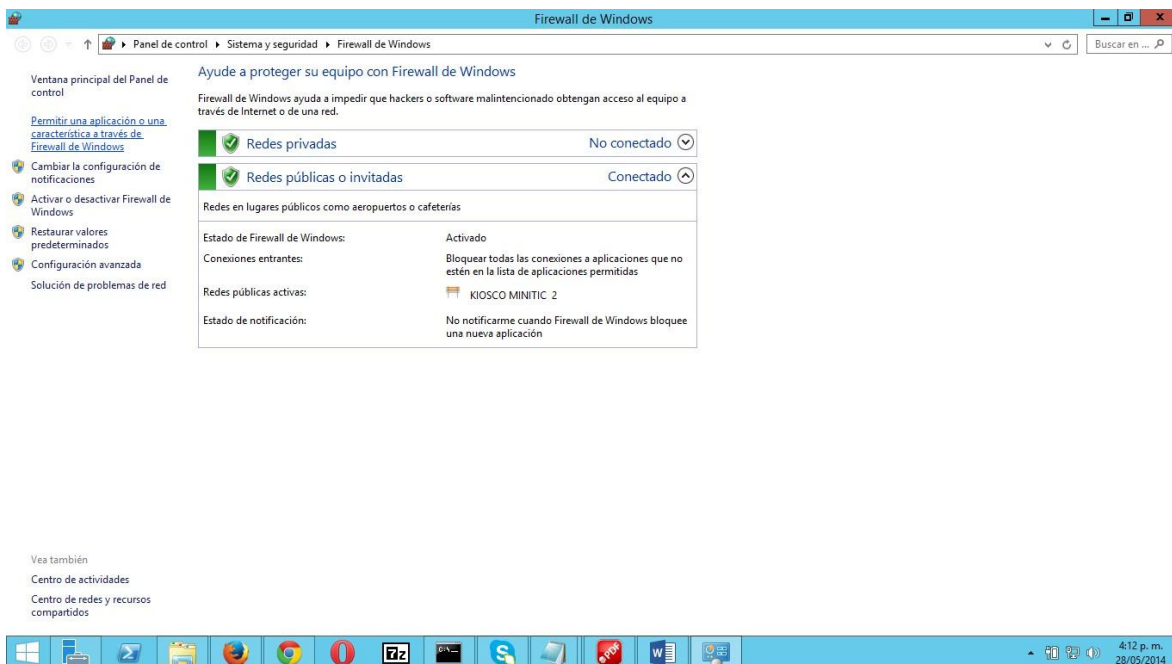 Firewall de Windows
Panel de control ▸ Sistema y seguridad ▸ Firewall de Windows
Buscar en ...
Ventana principal del Panel de
control
Permitir una aplicación o una
característica a través de
Firewall de Windows
Cambiar la configuración de
notificaciones
Activar o desactivar Firewall de
Windows
Restaurar valores
predeterminados
Configuración avanzada
Solución de problemas de red
Ayude a proteger su equipo con Firewall de Windows
Firewall de Windows ayuda a impedir que hackers o software malintencionado obtengan acceso al equipo a
través de Internet o de una red.
Redes privadas No conectado
Redes públicas o invitadas Conectado
Redes en lugares públicos como aeropuertos o cafeterías
Estado de Firewall de Windows: Activado
Conexiones entrantes: Bloquear todas las conexiones a aplicaciones que no
estén en la lista de aplicaciones permitidas
Redes públicas activas: KIOSCO MINITIC 2
Estado de notificación: No notificarme cuando Firewall de Windows bloquee
una nueva aplicación
Vea también
Centro de actividades
Centro de redes y recursos
compartidos
7z
C:\_
PDF
W
4:12 p. m.
28/05/2014